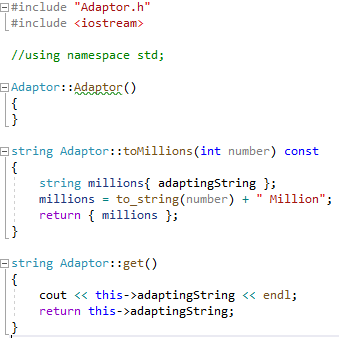 #include "Adaptor.h"
#include <iostream>
//using namespace std;
Adaptor::Adaptor()
{
}
string Adaptor::toMillions(int number) const
{
string millions{ adaptingString };
millions = to_string(number) + " Million";
return { millions };
}
string Adaptor::get()
{
cout << this->adaptingString << endl;
return this->adaptingString;
}